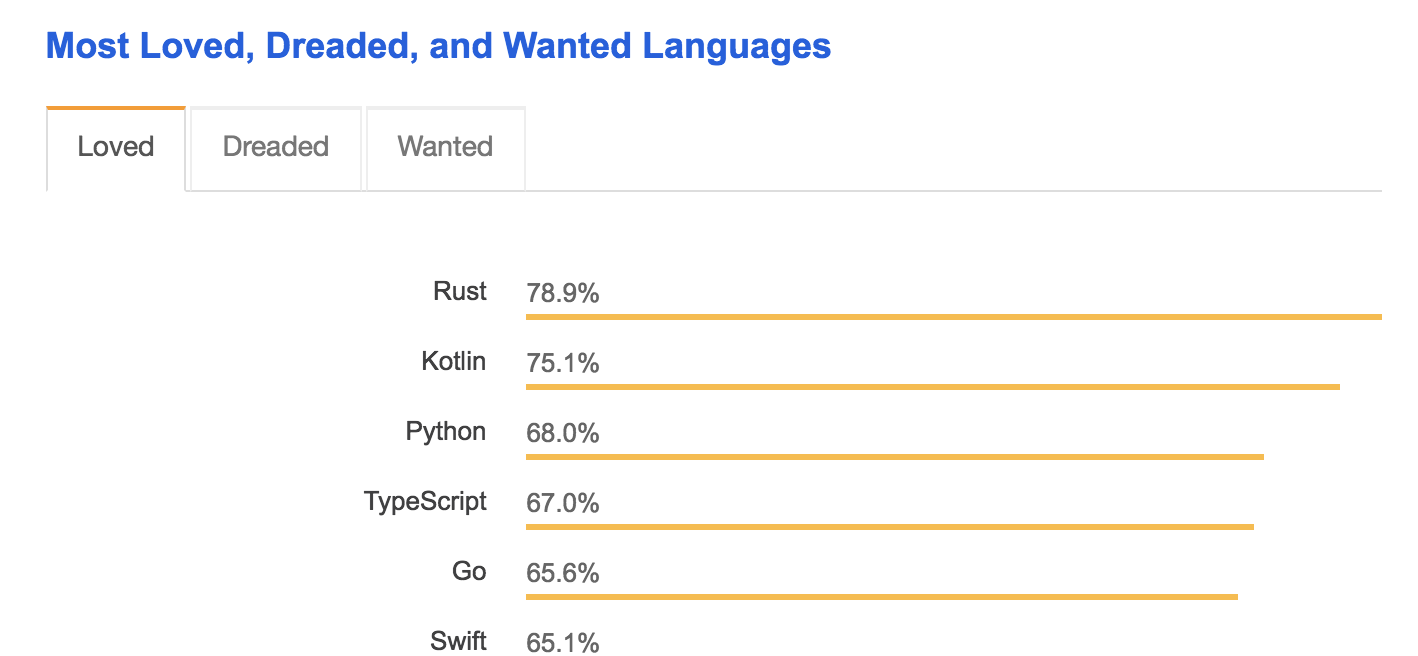 Most Loved, Dreaded, and Wanted Languages
Loved Dreaded Wanted
Rust 78.9%
Kotlin 75.1%
Python 68.0%
TypeScript 67.0%
Go 65.6%
Swift 65.1%